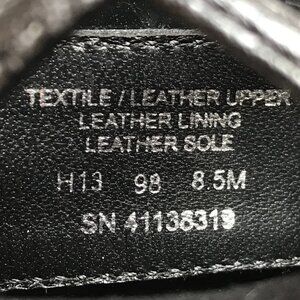 TEXTILE / LEATHER UPPER
LEATHER LINING
LEATHER SOLE
H13 98 8.5M
SN 41138319